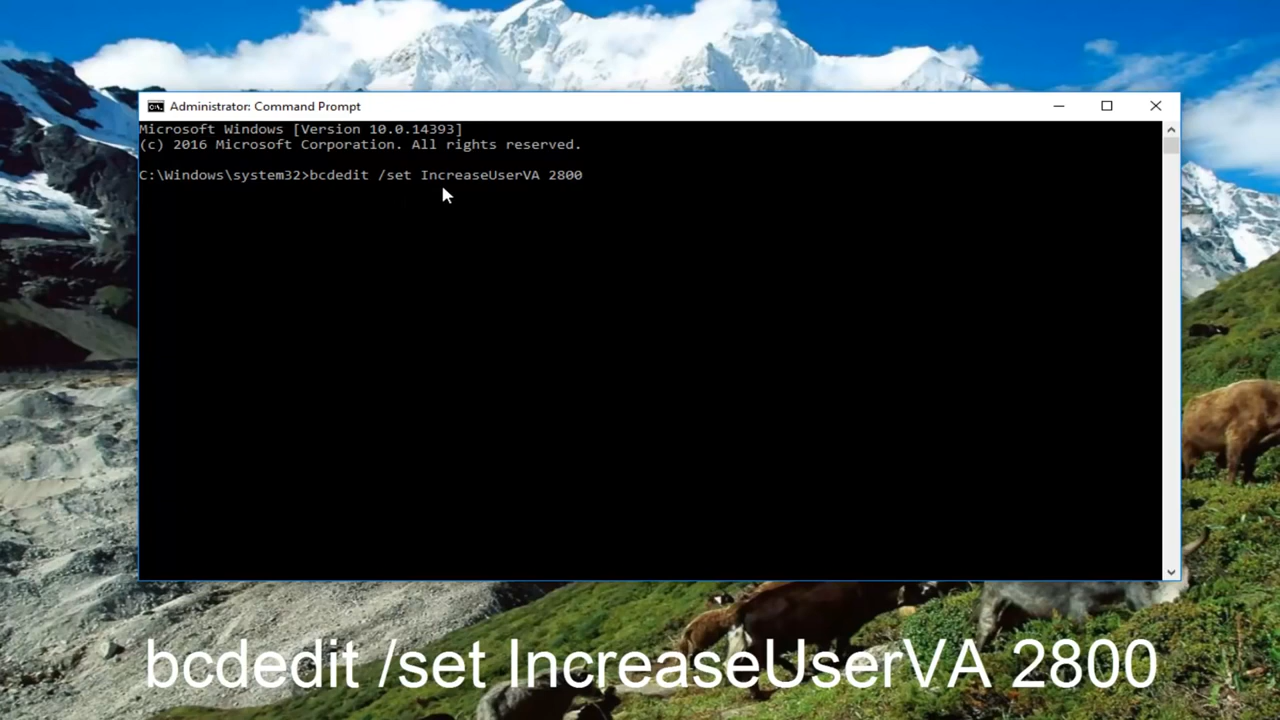 Administrator: Command Prompt
Microsoft Windows [Version 10.0.14393]
(c) 2016 Microsoft Corporation. All rights reserved.
C:\Windows\system32>bcdedit /set IncreaseUserVA 2800
bcdedit /set IncreaseUserVA 2800